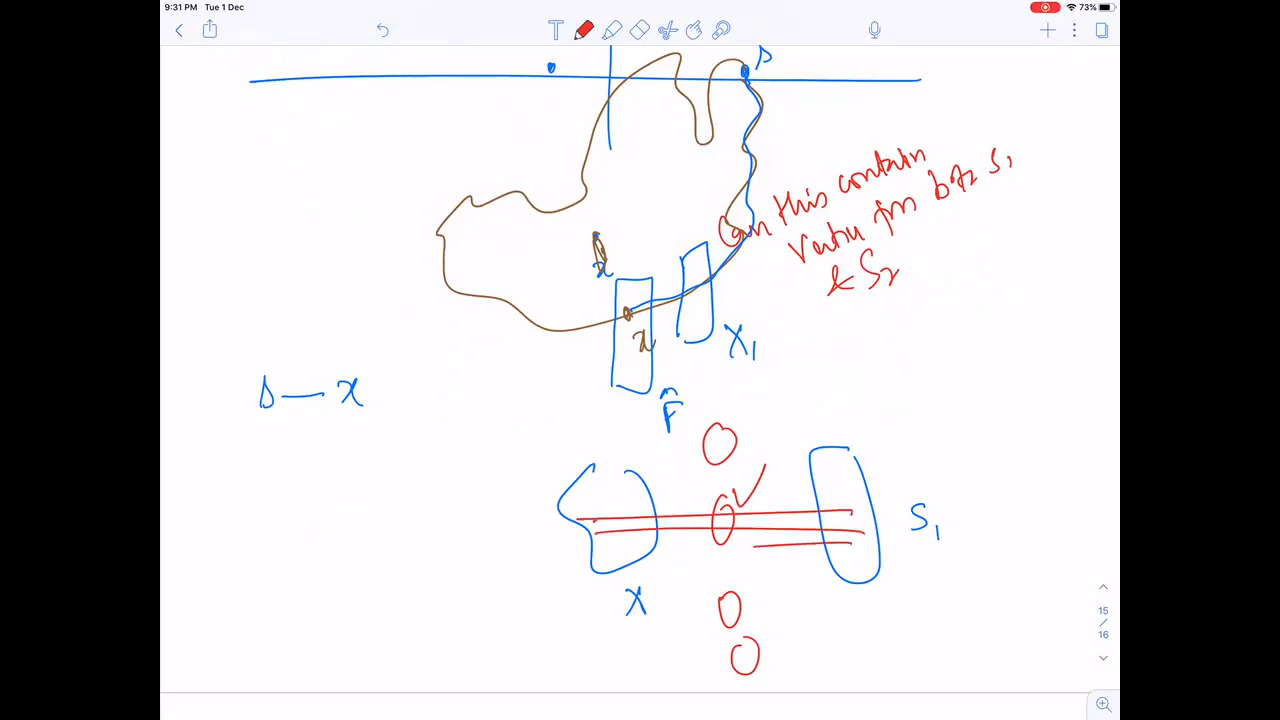 9:31 PM Tue 1 Dec
73%
s
Can this contain
vertex from both S1
& S2
x
x
X1
F̂
s — x
S1
X
15
/
16